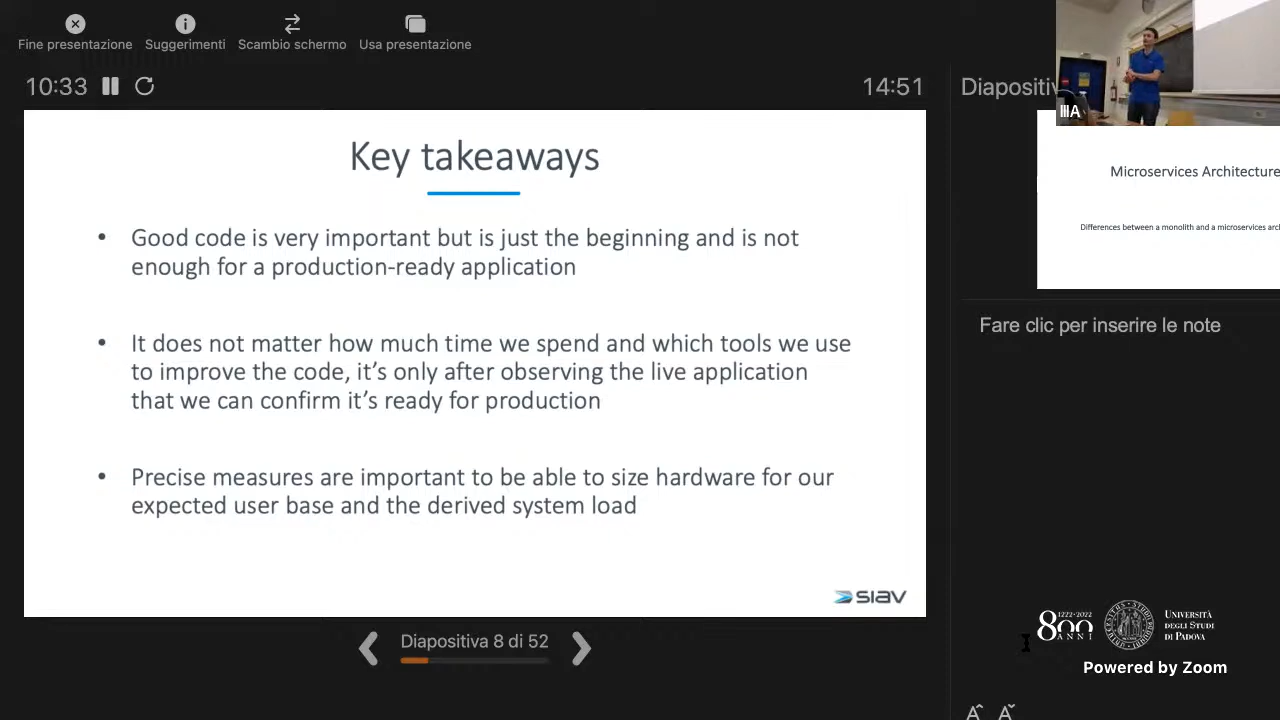 Fine presentazione
Suggerimenti
Scambio schermo
Usa presentazione
10:33
14:51
Diapositiv
IIIA
Key takeaways
• Good code is very important but is just the beginning and is not
enough for a production-ready application
• It does not matter how much time we spend and which tools we use
to improve the code, it’s only after observing the live application
that we can confirm it’s ready for production
• Precise measures are important to be able to size hardware for our
expected user base and the derived system load
SIAV
Diapositiva 8 di 52
Microservices Architecture
Differences between a monolith and a microservices arc
Fare clic per inserire le note
1222·2022
800
ANNI
UNIVERSITÀ
DEGLI STUDI
DI PADOVA
Powered by Zoom
A A